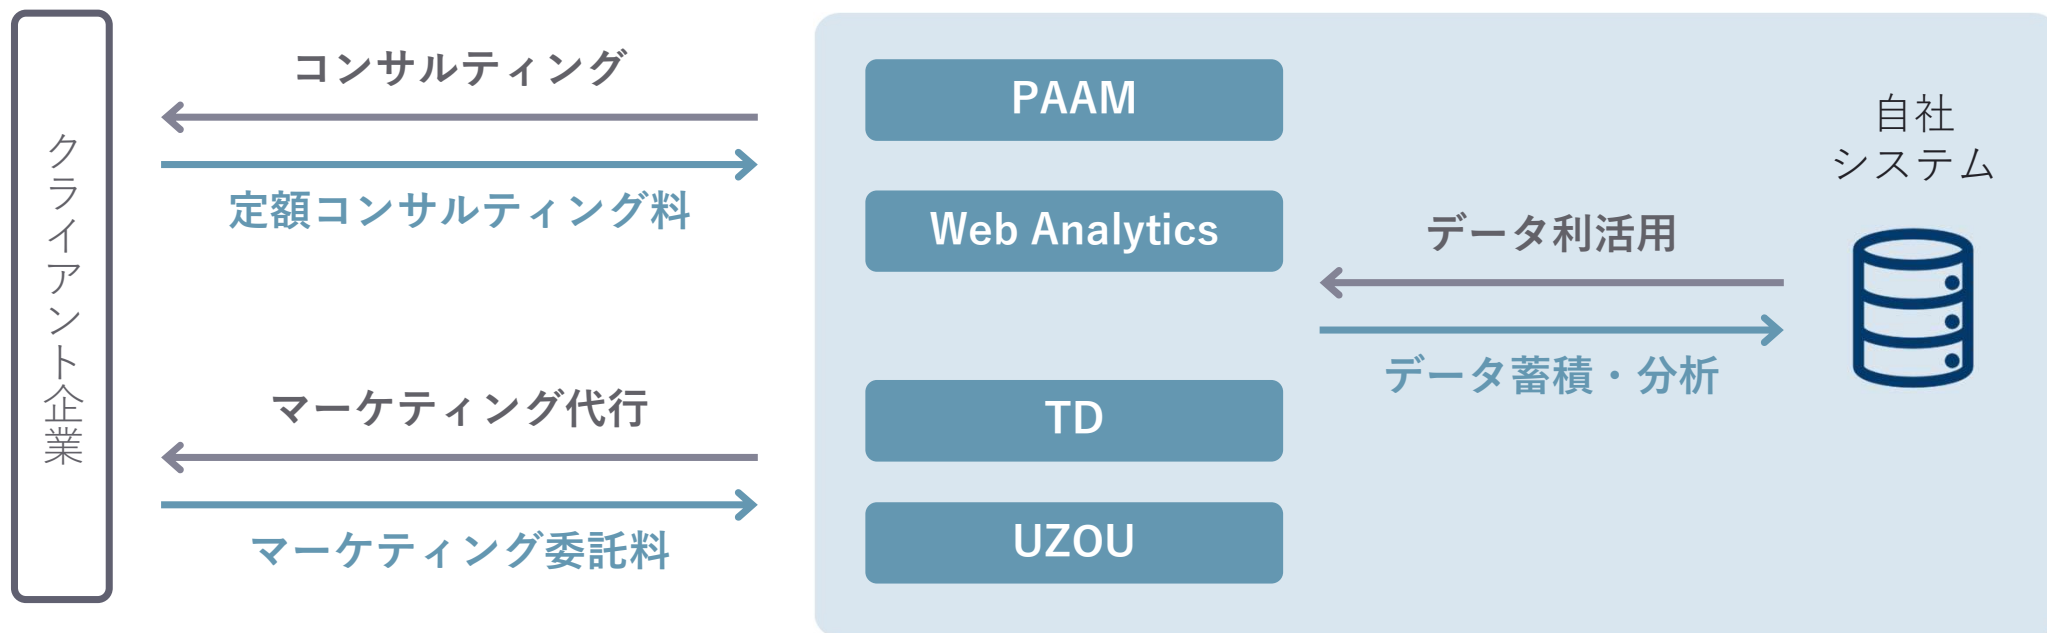 クライアント企業
コンサルティング
定額コンサルティング料
マーケティング代行
マーケティング委託料
PAAM
Web Analytics
TD
UZOU
データ利活用
データ蓄積・分析
自社
システム